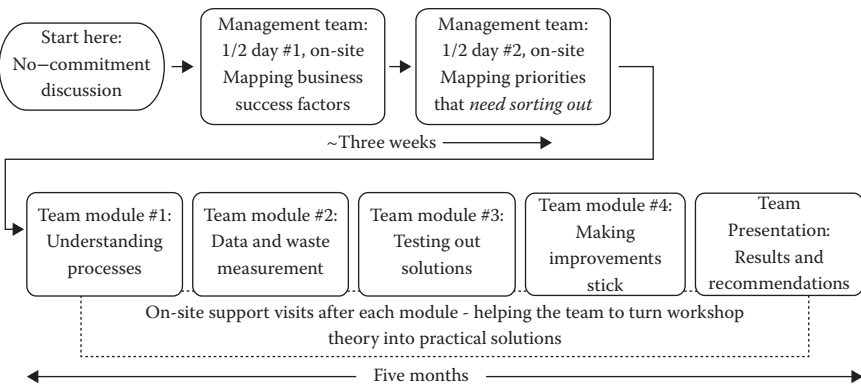 Start here:
No−commitment
discussion
Management team:
1/2 day #1, on-site
Mapping business
success factors
Management team:
1/2 day #2, on-site
Mapping priorities
that need sorting out
~Three weeks
Team module #1:
Understanding
processes
Team module #2:
Data and waste
measurement
Team module #3:
Testing out
solutions
Team module #4:
Making
improvements
stick
Team
Presentation:
Results and
recommendations
On-site support visits after each module - helping the team to turn workshop
theory into practical solutions
Five months